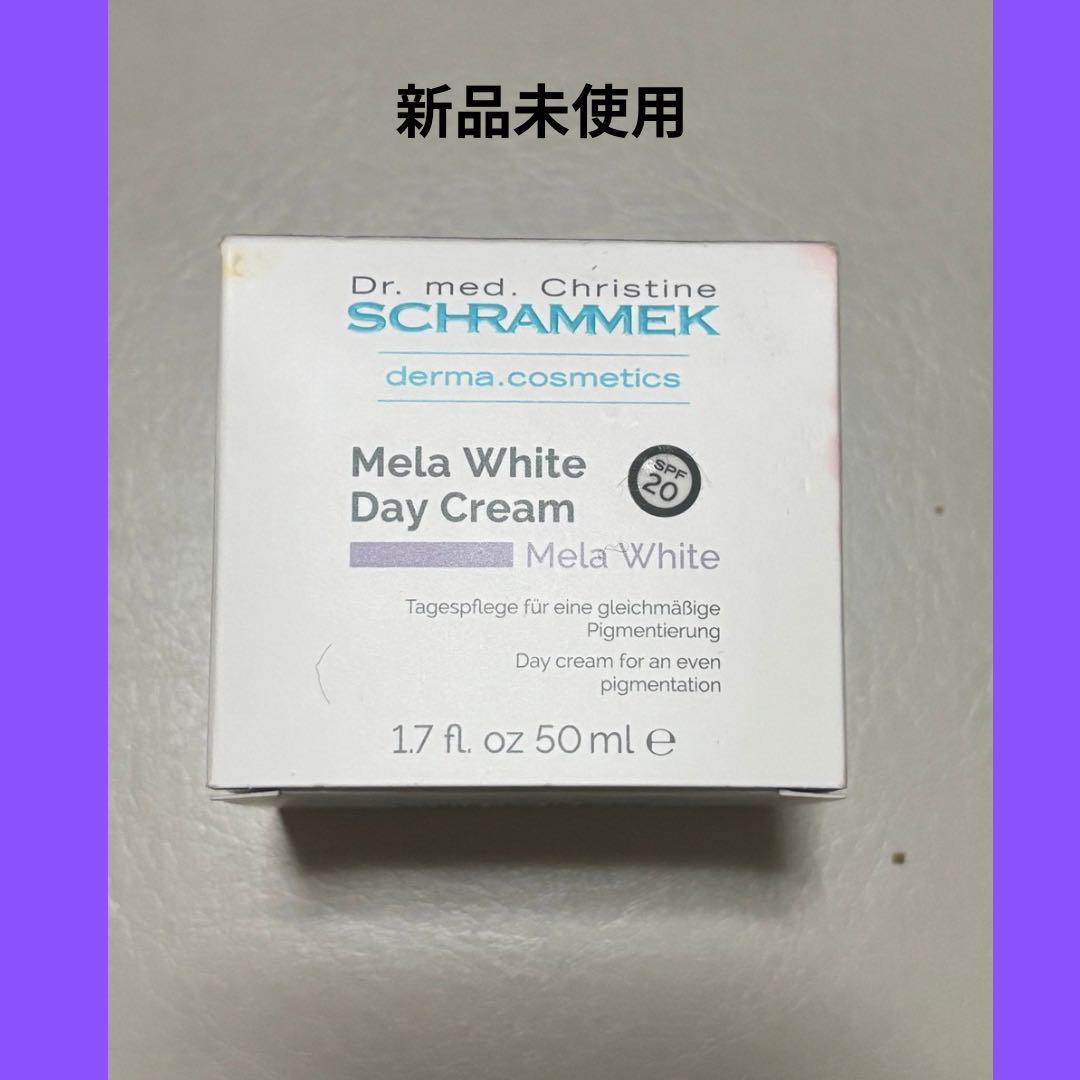 新品未使用
Dr. med. Christine
SCHRAMMEK
derma.cosmetics
Mela White
Day Cream
SPF
20
Mela White
Tagespflege für eine gleichmäßige
Pigmentierung
Day cream for an even
pigmentation
1.7 fl. oz 50 ml ℮